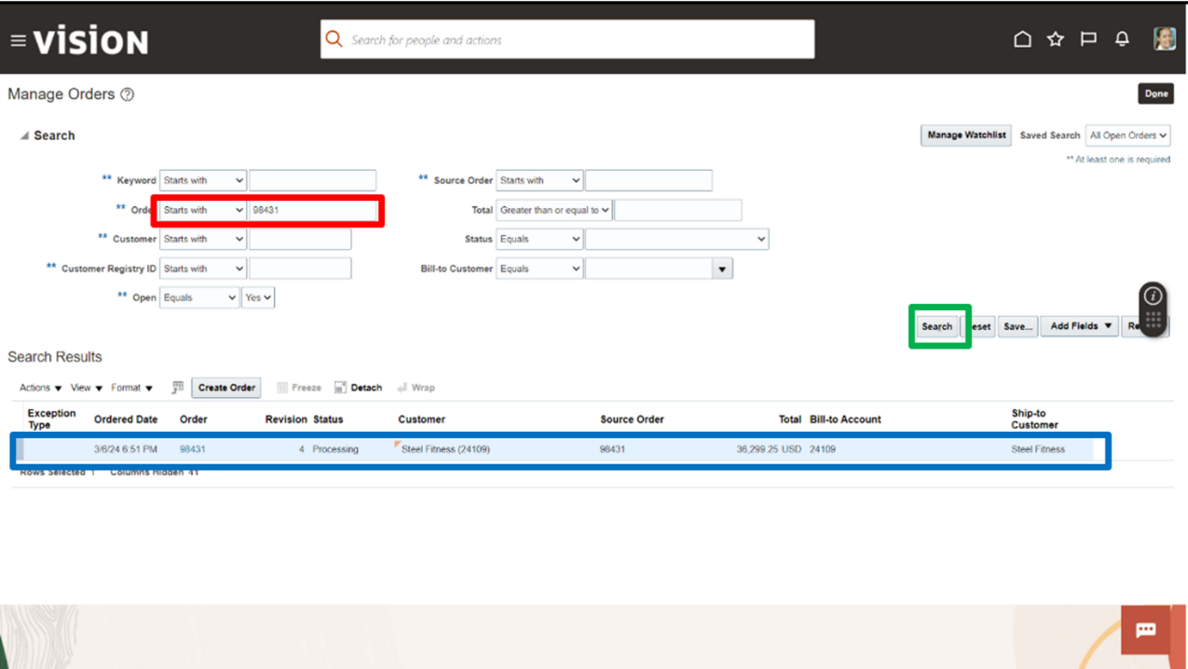 vision
Search for people and actions
Manage Orders
Done
Search
Manage Watchlist Saved Search All Open Orders
** At least one is required
** Keyword Starts with ** Source Order Starts with
** Starts with 98431 Total Greater than or equal to
** Customer Starts with Status Equals
** Customer Registry ID Starts with Bill-to Customer Equals
** Open Equals Yes
Search Save... Add Fields
Search Results
Actions View Format Create Order Freeze Detach Wrap
Exception Type Ordered Date Order Revision Status Customer Source Order Total Bill-to Account Ship-to Customer
3/6/24 6:51 PM 98431 4 Processing Steel Fitness (24109) 98431 36,299.25 USD 24109 Steel Fitness
Rows Selected 1 Columns Hidden 41